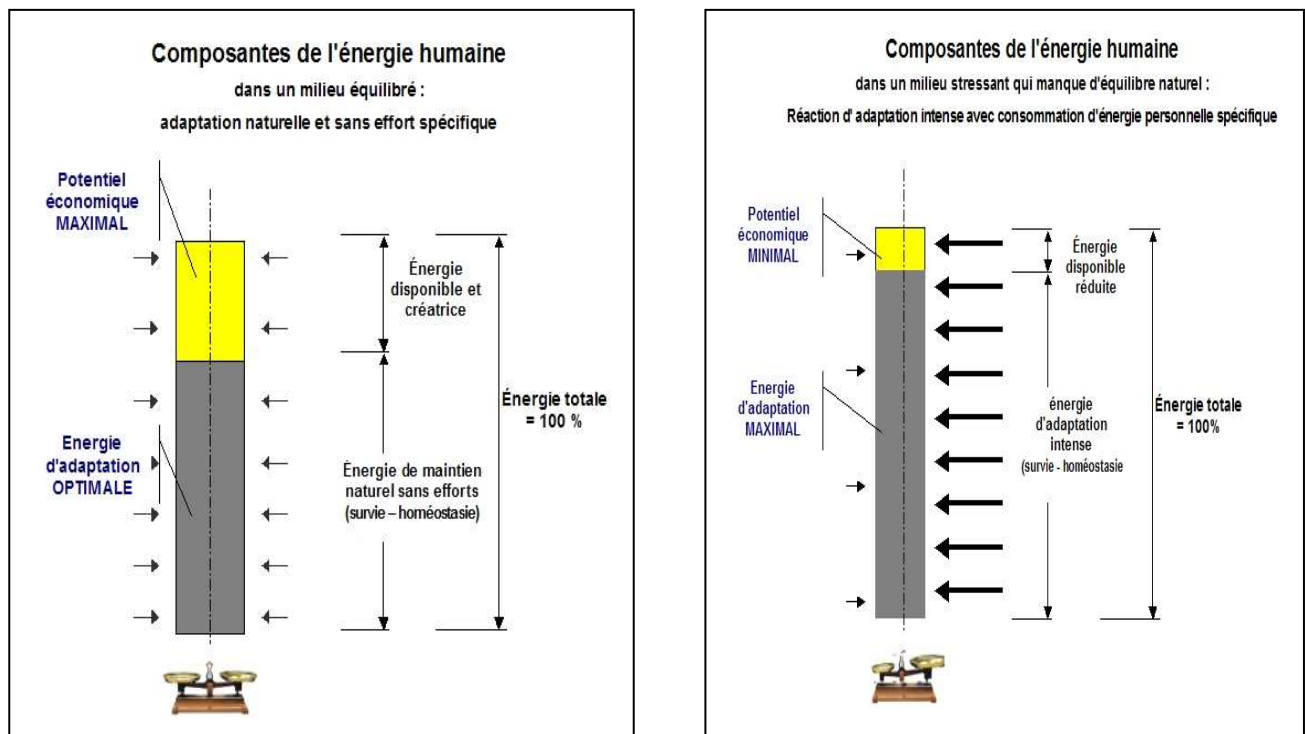 Composantes de l'énergie humaine
dans un milieu équilibré :
adaptation naturelle et sans effort spécifique
Potentiel
économique
MAXIMAL
Énergie
disponible et
créatrice
Énergie totale
= 100 %
Energie
d'adaptation
OPTIMALE
Énergie de maintien
naturel sans efforts
(survie – homéostasie)
Composantes de l'énergie humaine
dans un milieu stressant qui manque d'équilibre naturel :
Réaction d' adaptation intense avec consommation d'énergie personnelle spécifique
Potentiel
économique
MINIMAL
Énergie
disponible
réduite
Energie
d'adaptation
MAXIMAL
énergie
d'adaptation
intense
(survie - homéostasie
Énergie totale
= 100%